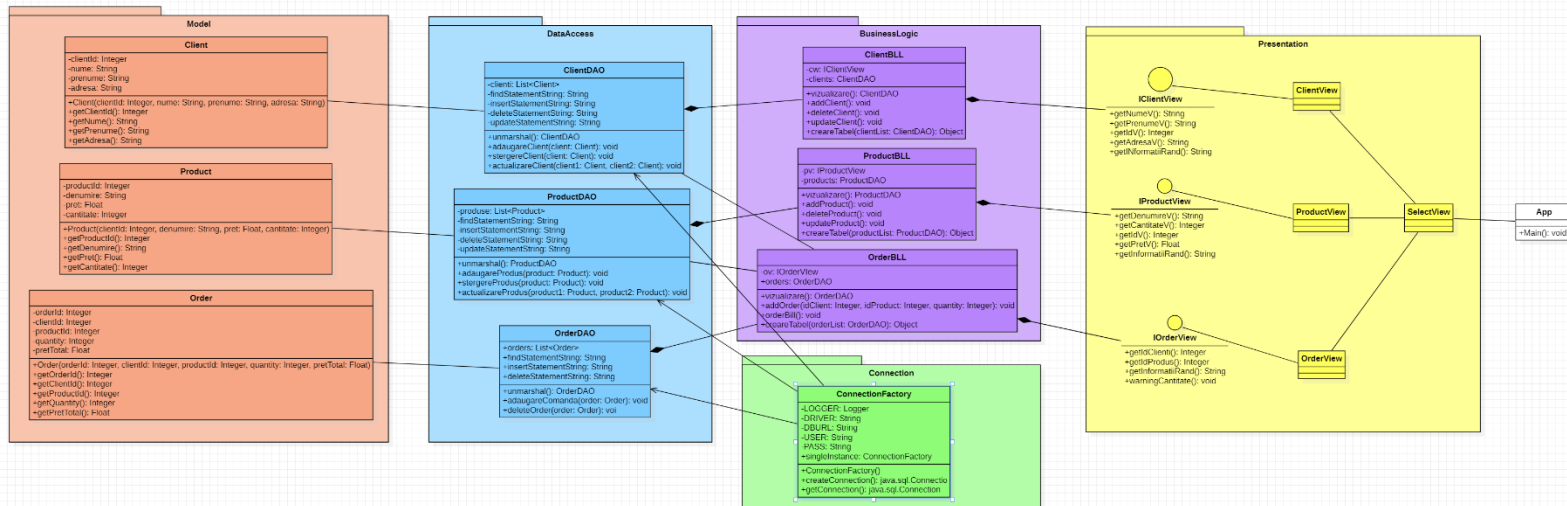 Model
Client
-clientId: Integer
-nume: String
-prenume: String
-adresa: String
+Client(clientId: Integer, nume: String, prenume: String, adresa: String)
+getClientId(): Integer
+getNume(): String
+getPrenume(): String
+getAdresa(): String
Product
-productId: Integer
-denumire: String
-pret: Float
-cantitate: Integer
+Product(clientId: Integer, denumire: String, pret: Float, cantitate: Integer)
+getProductId(): Integer
+getDenumire(): String
+getPret(): Float
+getCantitate(): Integer
Order
-orderId: Integer
-clientId: Integer
-productId: Integer
-quantity: Integer
-pretTotal: Float
+Order(orderId: Integer, clientId: Integer, productId: Integer, quantity: Integer, pretTotal: Float)
+getOrderId(): Integer
+getClientId(): Integer
+getProductId(): Integer
+getQuantity(): Integer
+getPretTotal(): Float
DataAccess
ClientDAO
-clienti: List<Client>
-findStatementString: String
-insertStatementString: String
-deleteStatementString: String
-updateStatementString: String
+unmarshal(): ClientDAO
+adaugareClient(client: Client): void
+stergereClient(client: Client): void
+actualizareClient(client1: Client, client2: Client): void
ProductDAO
-produse: List<Product>
-findStatementString: String
-insertStatementString: String
-deleteStatementString: String
-updateStatementString: String
+unmarshal(): ProductDAO
+adaugareProdus(product: Product): void
+stergereProdus(product: Product): void
+actualizareProdus(product1: Product, product2: Product): void
OrderDAO
+orders: List<Order>
+findStatementString: String
+insertStatementString: String
+deleteStatementString: String
+unmarshal(): OrderDAO
+adaugareComanda(order: Order): void
+deleteOrder(order: Order): voi
BusinessLogic
ClientBLL
-cw: IClientView
-clients: ClientDAO
+vizualizare(): ClientDAO
+addClient(): void
+deleteClient(): void
+updateClient(): void
+creareTabel(clientList: ClientDAO): Object
ProductBLL
-pv: IProductView
-products: ProductDAO
+vizualizare(): ProductDAO
+addProduct(): void
+deleteProduct(): void
+updateProduct(): void
+creareTabel(productList: ProductDAO): Object
OrderBLL
-ov: IOrderView
+orders: OrderDAO
+vizualizare(): OrderDAO
+addOrder(idClient: Integer, idProduct: Integer, quantity: Integer): void
-orderBill(): void
+creareTabel(orderList: OrderDAO): Object
Connection
ConnectionFactory
-LOGGER: Logger
-DRIVER: String
-DBURL: String
-USER: String
-PASS: String
+singleInstance: ConnectionFactory
+ConnectionFactory()
+createConnection(): java.sql.Connectio
+getConnection(): java.sql.Connection
Presentation
IClientView
+getNumeV(): String
+getPrenumeV(): String
+getIdV(): Integer
+getAdresaV(): String
+getINformatiiRand(): String
IProductView
+getDenumireV(): String
+getCantitateV(): String
+getIdV(): Integer
+getPretV(): Float
+getInformatiiRand(): String
IOrderView
+getIdClienti(): Integer
+getIdProdus(): Integer
+getInformatiiRand(): String
+warningCantitate(): void
ClientView
ProductView
OrderView
SelectView
App
+Main(): void